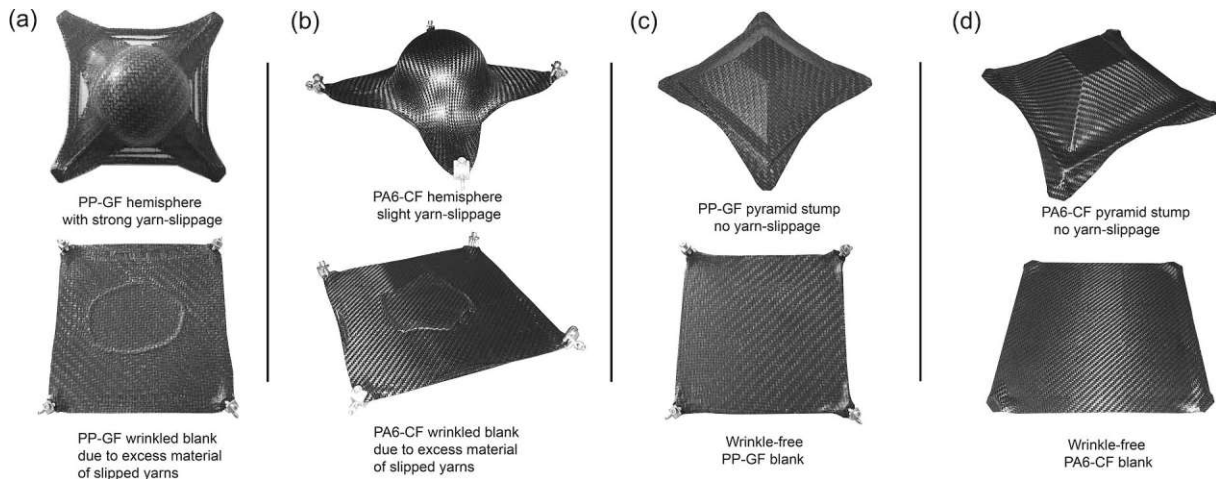 (a)
(b)
(c)
(d)
PP-GF hemisphere
with strong yarn-slippage
PA6-CF hemisphere
slight yarn-slippage
PP-GF pyramid stump
no yarn-slippage
PA6-CF pyramid stump
no yarn-slippage
PP-GF wrinkled blank
due to excess material
of slipped yarns
PA6-CF wrinkled blank
due to excess material
of slipped yarns
Wrinkle-free
PP-GF blank
Wrinkle-free
PA6-CF blank